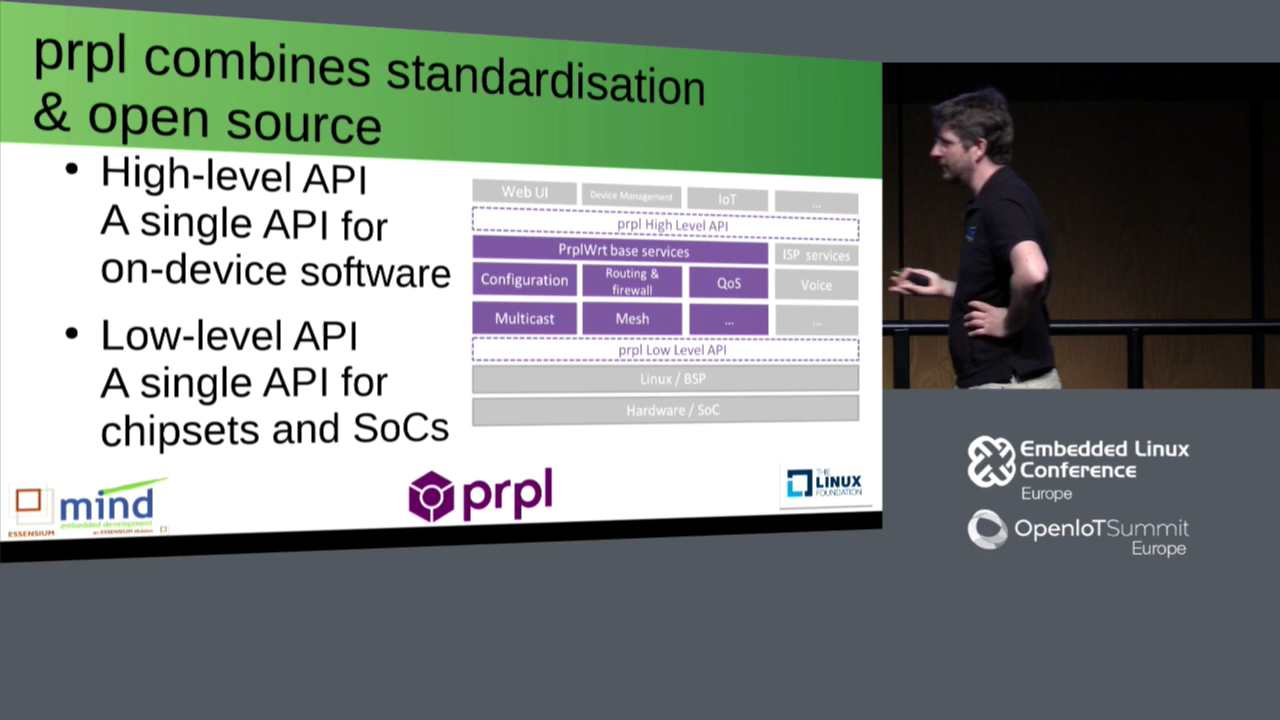 prpl combines standardisation
& open source
• High-level API
A single API for
on-device software
• Low-level API
A single API for
chipsets and SoCs
Web UI
Device Management
IoT
...
prpl High Level API
PrplWrt base services
ISP services
Configuration
Routing &
firewall
QoS
Voice
Multicast
Mesh
...
...
prpl Low Level API
Linux / BSP
Hardware / SoC
ESSENSIUM
mind
embedded development
an ESSENSIUM division
prpl
THE
LINUX
FOUNDATION
Embedded Linux
Conference
Europe
OpenIoTSummit
Europe